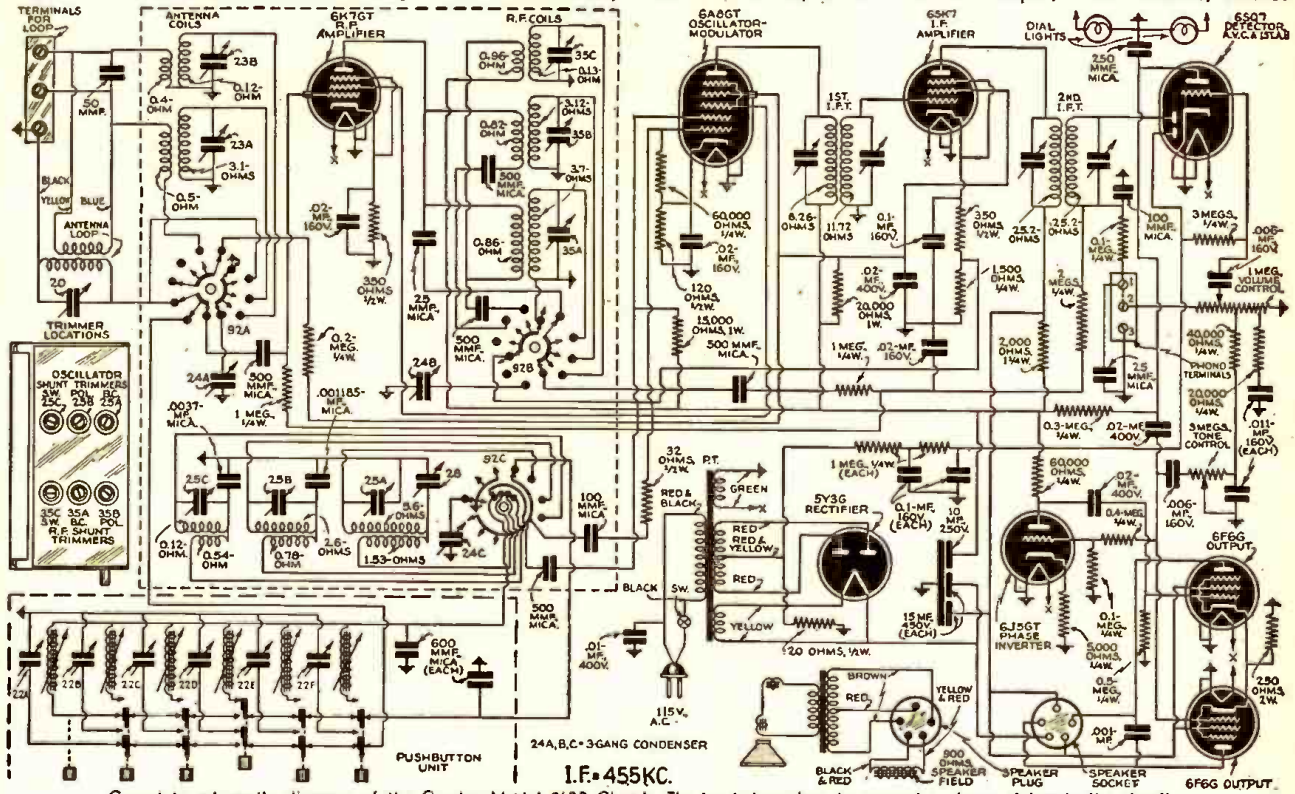 TERMINALS
FOR
LOOP
50
MMF.
BLACK
YELLOW
BLUE
ANTENNA
LOOP
20
ANTENNA
COILS
23B
0.4-
OHM
0.12-
OHM
23A
3.1-
OHMS
0.5-
OHM
92A
24A
500
MMF.
MICA.
6K7GT
R.F.
AMPLIFIER
.02-
MF.
160V.
350
OHMS
1/2W.
0.2-
MEG.
1/4W.
1 MEG.
1/4W.
R.F. COILS
0.96-
OHM
35C
0.13-
OHM
3.12-
OHMS
0.82-
OHM
35B
500
MMF.
MICA.
3.7-
OHMS
0.86-
OHM
35A
25
MMF.
MICA
500
MMF.
MICA.
92B
24B
6A8GT
OSCILLATOR-
MODULATOR
60,000
OHMS,
1/4W.
.02-
MF.,
160V.
120
OHMS,
1/2W.
15,000
OHMS, 1W.
500 MMF.
MICA.
1ST.
I.F.T.
8.26-
OHMS
11.72
OHMS
6SK7
I.F.
AMPLIFIER
0.1-
MF.,
160V.
350
OHMS
1/2W.
.02-
MF.,
400V.
20,000
OHMS,
1W.
1,500
OHMS,
1/4W.
.02-MF.,
160V.
1 MEG.,
1/4W.
2ND.
I.F.T.
25.2-
OHMS
25.2-
OHMS
2,000
OHMS,
1/4W.
2
MEGS.,
1/4W.
DIAL
LIGHTS
250
MMF.
MICA.
6SQ7
DETECTOR
A.V.C. & 1ST. A.F.
100
MMF.
MICA.
0.1-
MEG.,
1/4W.
1
2
3
3 MEGS.,
1/4W.
.006-
MF.,
160V.
1 MEG.
VOLUME
CONTROL
25
MMF.
MICA
PHONO
TERMINALS
40,000
OHMS,
1/4W.
20,000
OHMS, 1/4W.
3 MEGS.
TONE
CONTROL
.011-
MF.,
160V.
(EACH)
0.3-MEG.,
1/4W.
.02-MF.
400V.
.006-
MF.
160V.
TRIMMER
LOCATIONS
OSCILLATOR
SHUNT TRIMMERS
SW. POL. B.C.
25C 25B 25A
35C 35A 35B
SW. B.C. POL.
R.F. SHUNT
TRIMMERS
.0037-
MF.
MICA.
.001185-
MF.
MICA.
25C
25B
25A
28
0.12-
OHM.
0.54-
OHM
0.78-
OHM
2.6-
OHMS
3.6-
OHMS
1.53-OHMS
92C
24C
100
MMF.
MICA
500
MMF.
MICA.
32
OHMS,
1/2W.
P.T.
RED &
BLACK
GREEN
RED
RED &
YELLOW
RED
YELLOW
BLACK
SW.
.01-
MF.,
400V.
115V.
A.C.
5Y3G
RECTIFIER
20 OHMS, 1/2W.
1 MEG., 1/4W.
(EACH)
0.1-MF.,
160V.
(EACH)
10
MF.,
250V.
15 MF.
450V.
(EACH)
60,000
OHMS,
1/4W.
.02-MF.,
400V.
0.4-MEG.
1/4W.
6J5GT
PHASE
INVERTER
5,000
OHMS,
1/4W.
0.1-
MEG.,
1/4W.
0.5-
MEG.,
1/4W.
6F6G
OUTPUT
250
OHMS,
2W.
.001-
MF.
6F6G OUTPUT
22A
22B
22C
22D
22E
22F
600
MMF.
MICA
(EACH)
PUSHBUTTON
UNIT
24A,B,C=3-GANG CONDENSER
I.F.=455KC.
BROWN
RED
YELLOW
& RED
BLACK
& RED
900
OHMS
SPEAKER
FIELD
SPEAKER
PLUG
SPEAKER
SOCKET